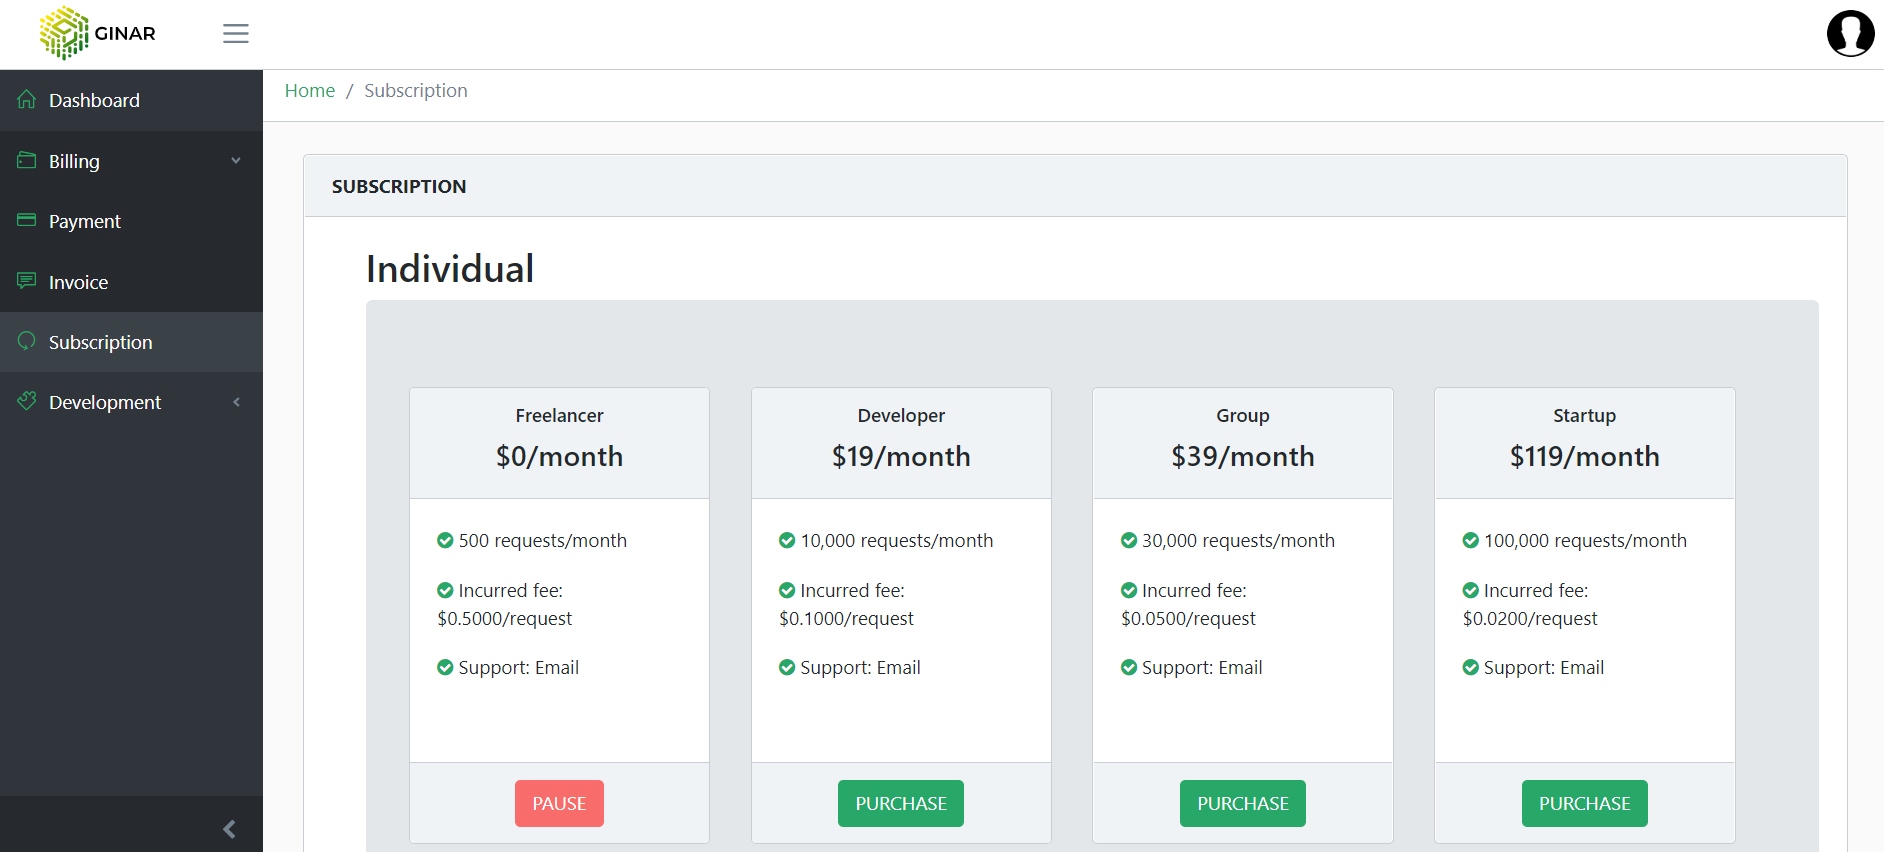 GINAR
Dashboard
Billing
Payment
Invoice
Subscription
Development
Home / Subscription
SUBSCRIPTION
Individual
Freelancer
$0/month
500 requests/month
Incurred fee:
$0.5000/request
Support: Email
PAUSE
Developer
$19/month
10,000 requests/month
Incurred fee:
$0.1000/request
Support: Email
PURCHASE
Group
$39/month
30,000 requests/month
Incurred fee:
$0.0500/request
Support: Email
PURCHASE
Startup
$119/month
100,000 requests/month
Incurred fee:
$0.0200/request
Support: Email
PURCHASE